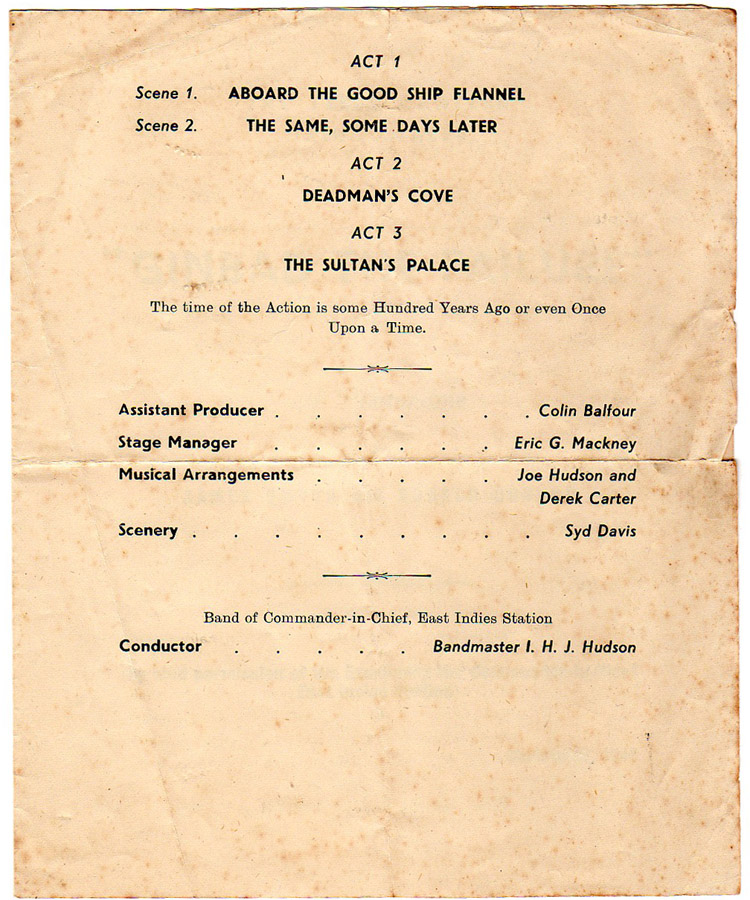 ACT 1
Scene 1. ABOARD THE GOOD SHIP FLANNEL
Scene 2. THE SAME, SOME DAYS LATER
ACT 2
DEADMAN'S COVE
ACT 3
THE SULTAN'S PALACE
The time of the Action is some Hundred Years Ago or even Once
Upon a Time.
Assistant Producer . . . . . . . Colin Balfour
Stage Manager . . . . . . Eric G. Mackney
Musical Arrangements . . . . . Joe Hudson and
Derek Carter
Scenery . . . . . . . . . Syd Davis
Band of Commander-in-Chief, East Indies Station
Conductor . . . . . Bandmaster I. H. J. Hudson